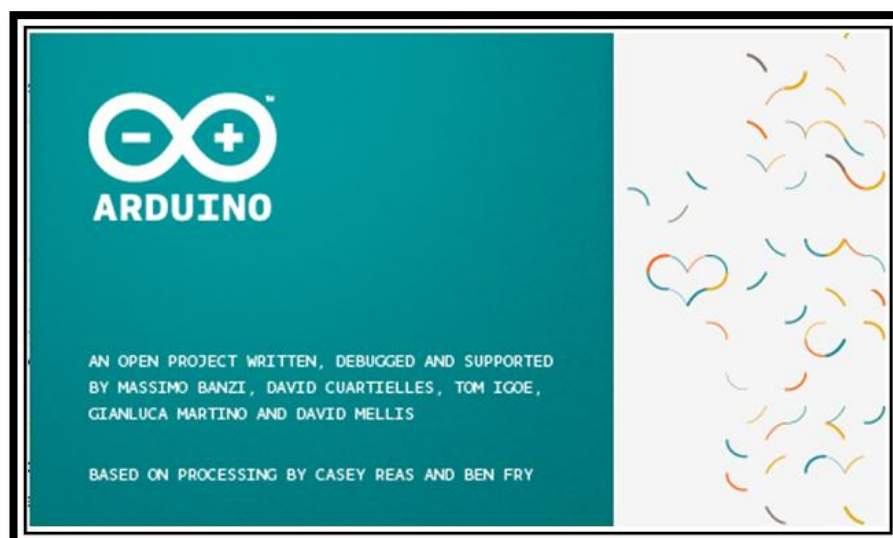 ARDUINO
AN OPEN PROJECT WRITTEN, DEBUGGED AND SUPPORTED
BY MASSIMO BANZI, DAVID CUARTIELLES, TOM IGOE,
GIANLUCA MARTINO AND DAVID MELLIS
BASED ON PROCESSING BY CASEY REAS AND BEN FRY